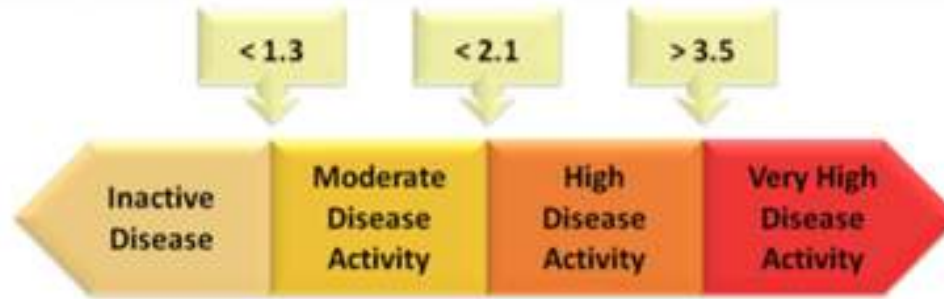 < 1.3
< 2.1
> 3.5
Inactive
Disease
Moderate
Disease
Activity
High
Disease
Activity
Very High
Disease
Activity